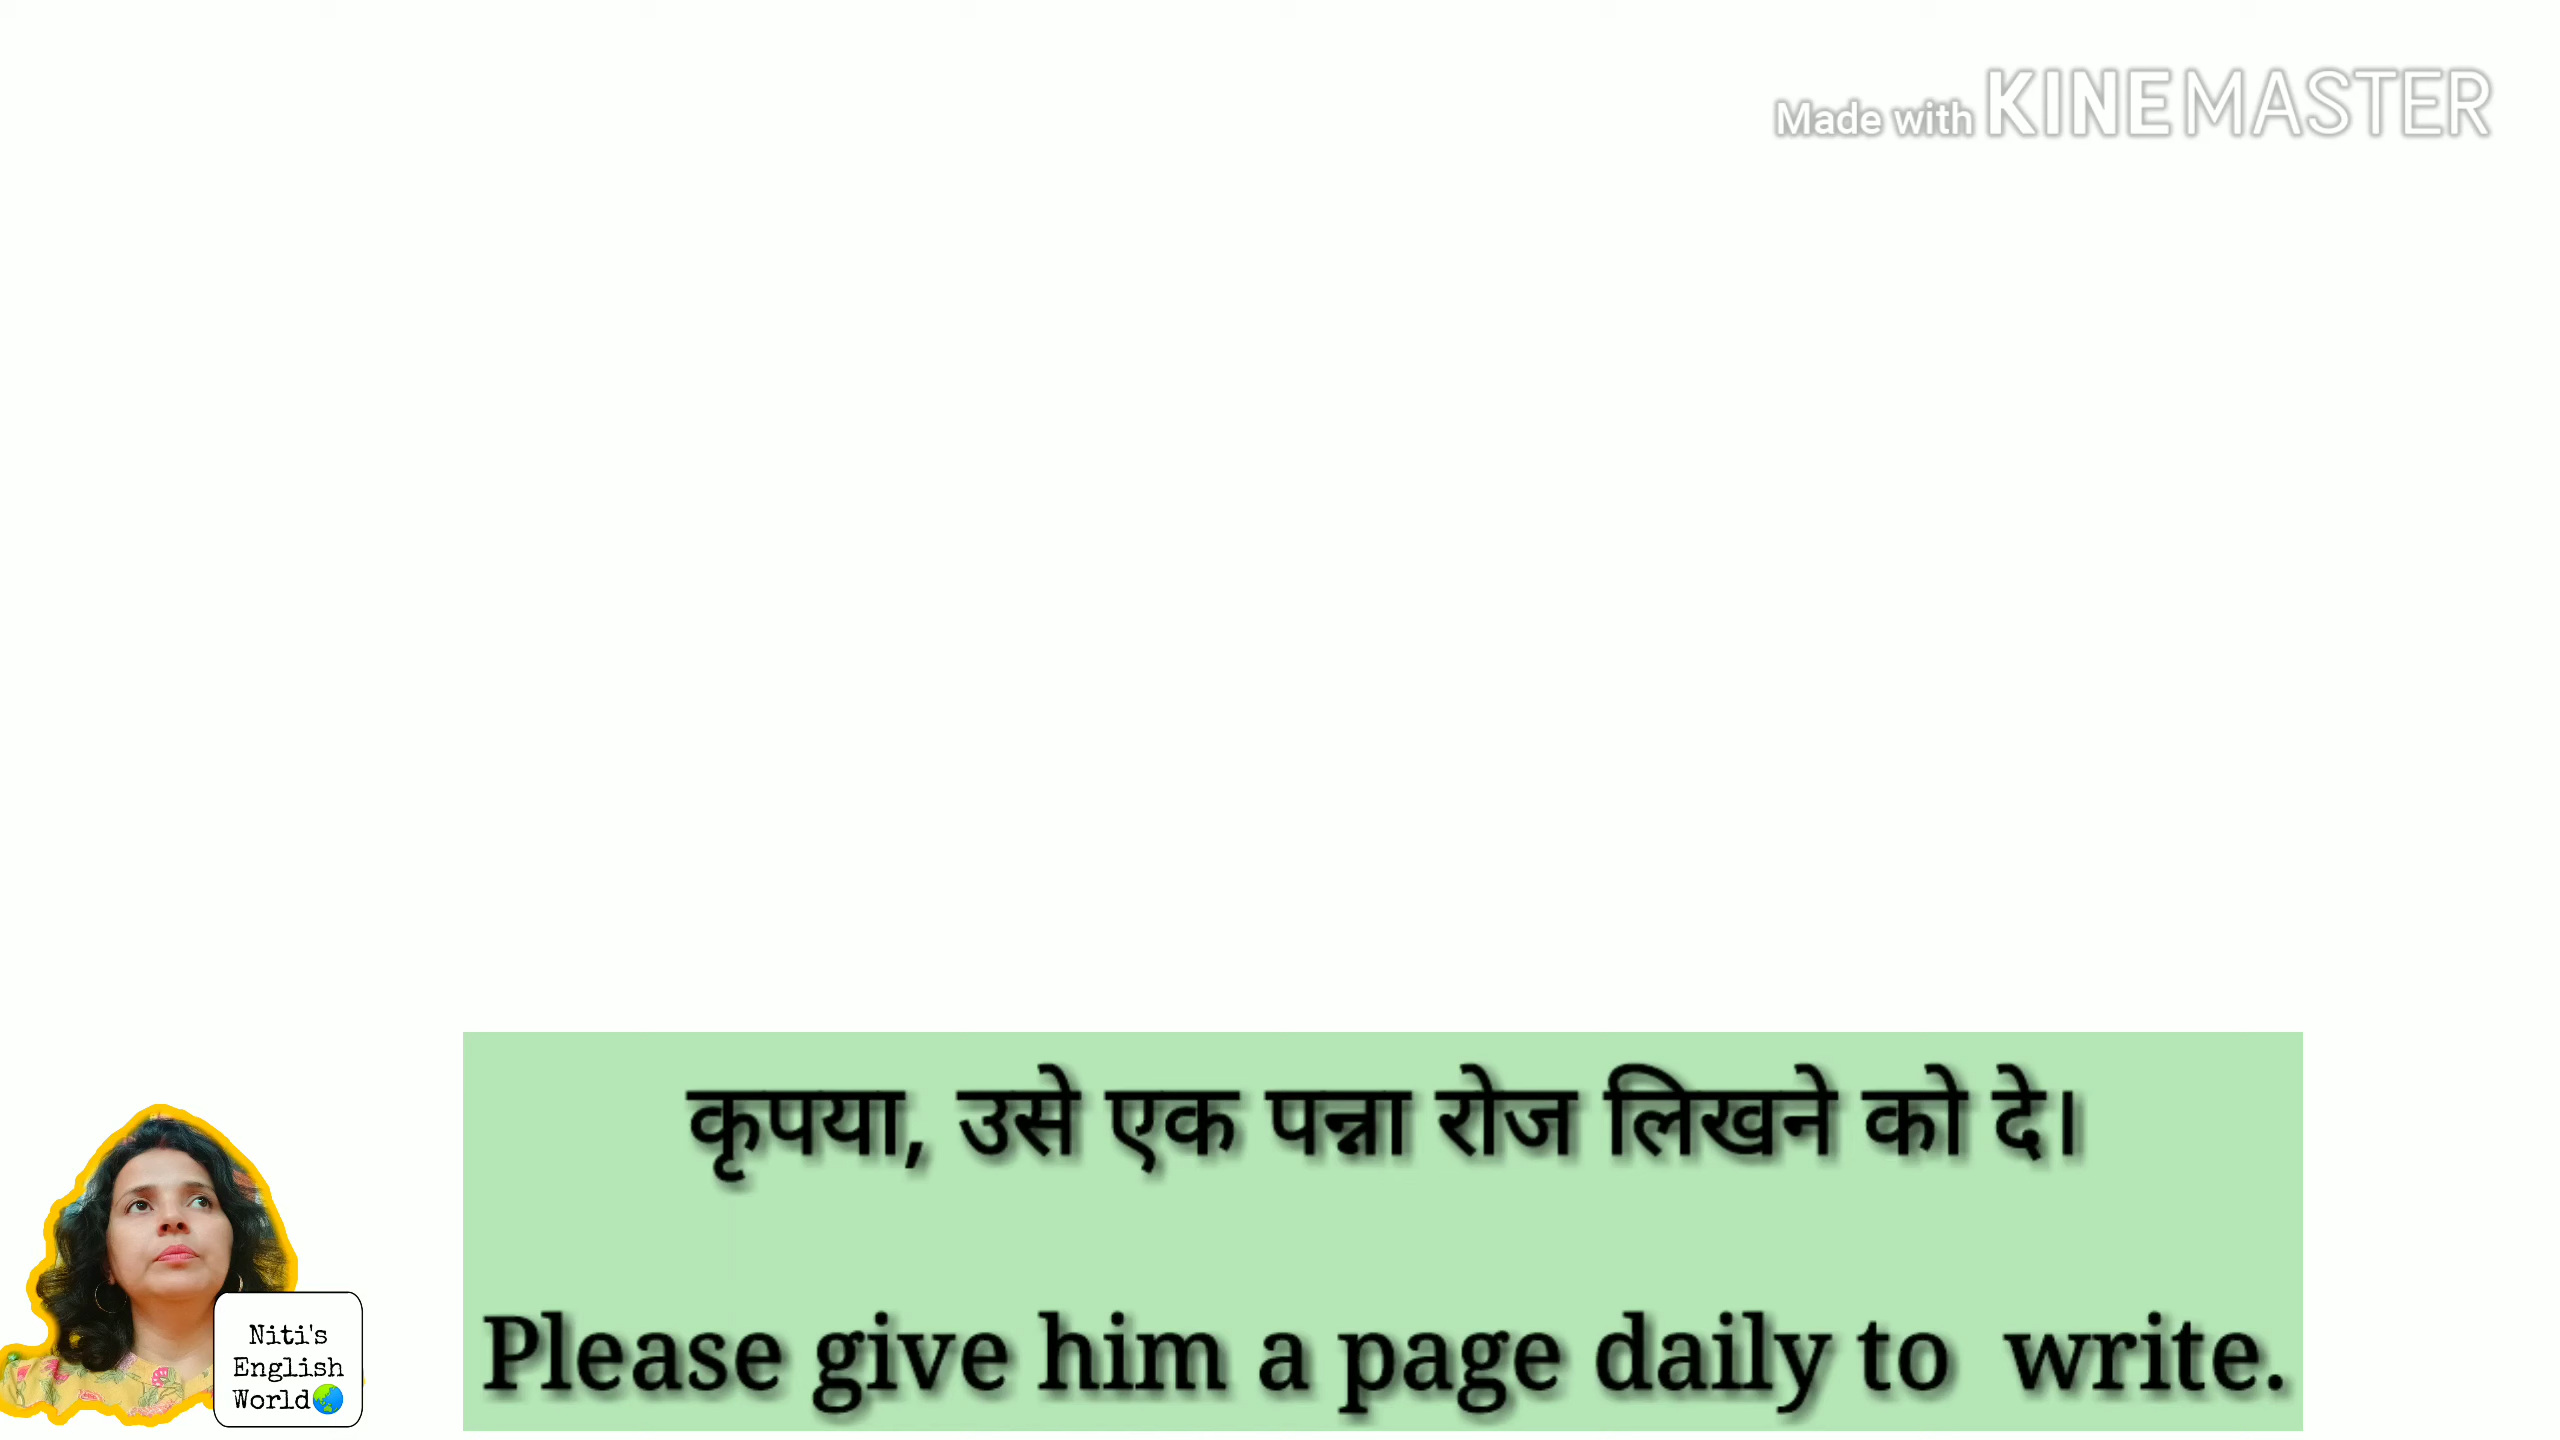 Made with KINEMASTER
कृपया, उसे एक पन्ना रोज लिखने को दे।
Please give him a page daily to write.
Niti's
English
World